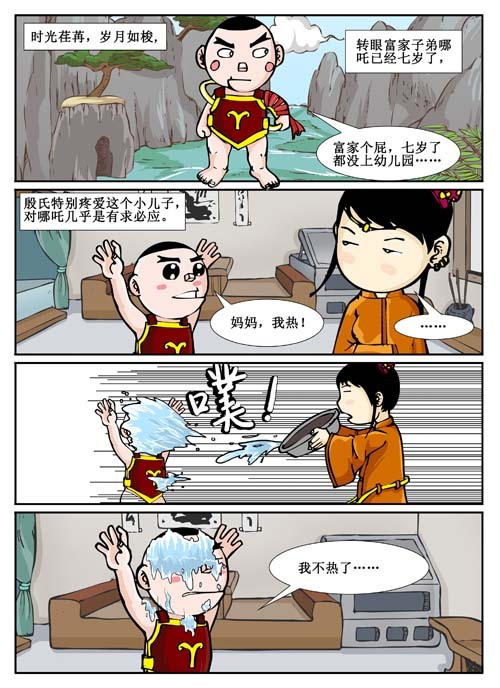 时光荏苒，岁月如梭，
转眼富家子弟哪
吒已经七岁了，
富家个屁，七岁了
都没上幼儿园……
殷氏特别疼爱这个小儿子，
对哪吒几乎是有求必应。
妈妈，我热！
……
噗！
我不热了……